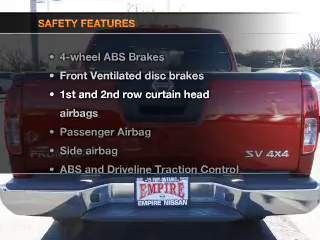 SAFETY FEATURES
• 4-wheel ABS Brakes
• Front Ventilated disc brakes
• 1st and 2nd row curtain head
airbags
• Passenger Airbag
• Side airbag
• ABS and Driveline Traction Control
SV 4X4
EMPIRE
EMPIRE NISSAN